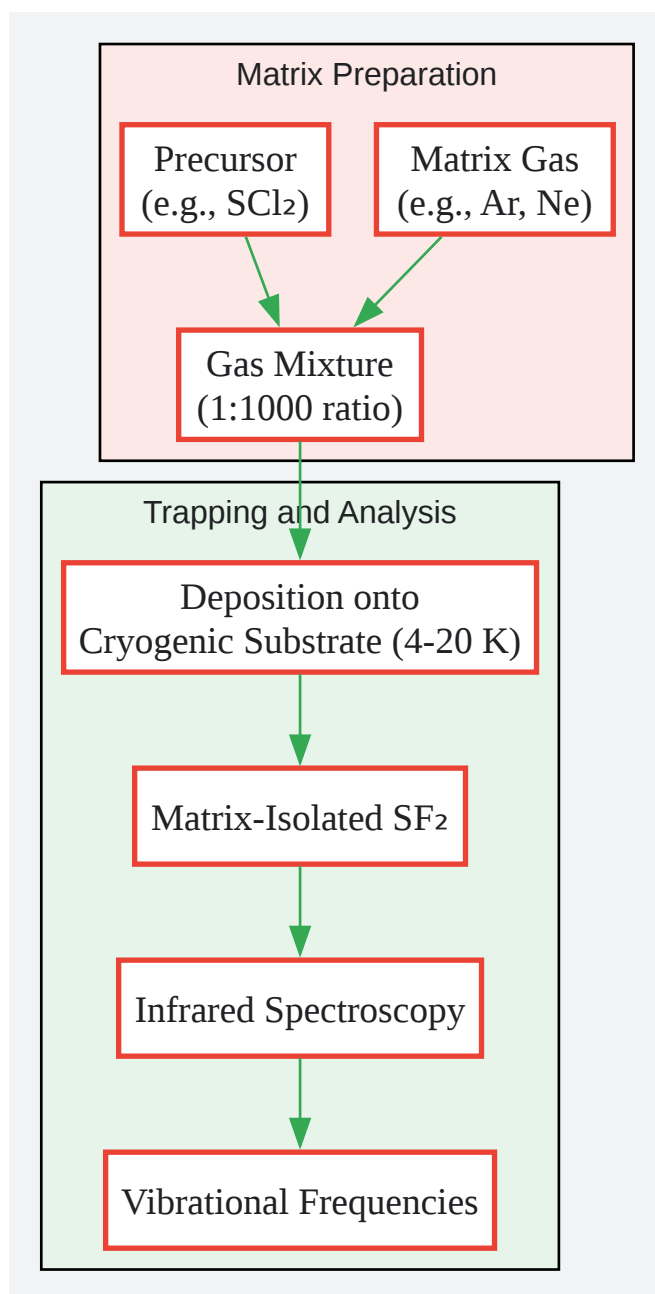 Matrix Preparation
Precursor
(e.g., SCl₂)
Matrix Gas
(e.g., Ar, Ne)
Gas Mixture
(1:1000 ratio)
Trapping and Analysis
Deposition onto
Cryogenic Substrate (4-20 K)
Matrix-Isolated SF₂
Infrared Spectroscopy
Vibrational Frequencies